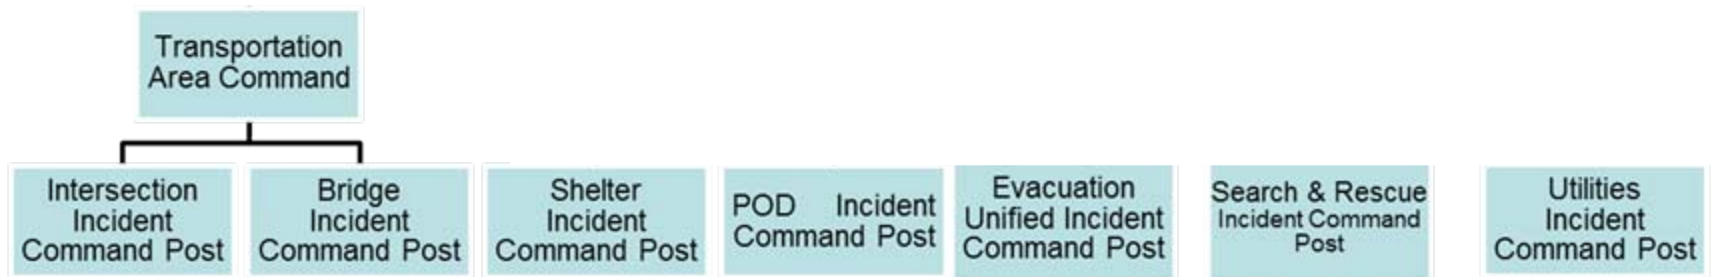 Transportation
Area Command
Intersection
Incident
Command Post
Bridge
Incident
Command Post
Shelter
Incident
Command Post
POD Incident
Command Post
Evacuation
Unified Incident
Command Post
Search & Rescue
Incident Command
Post
Utilities
Incident
Command Post